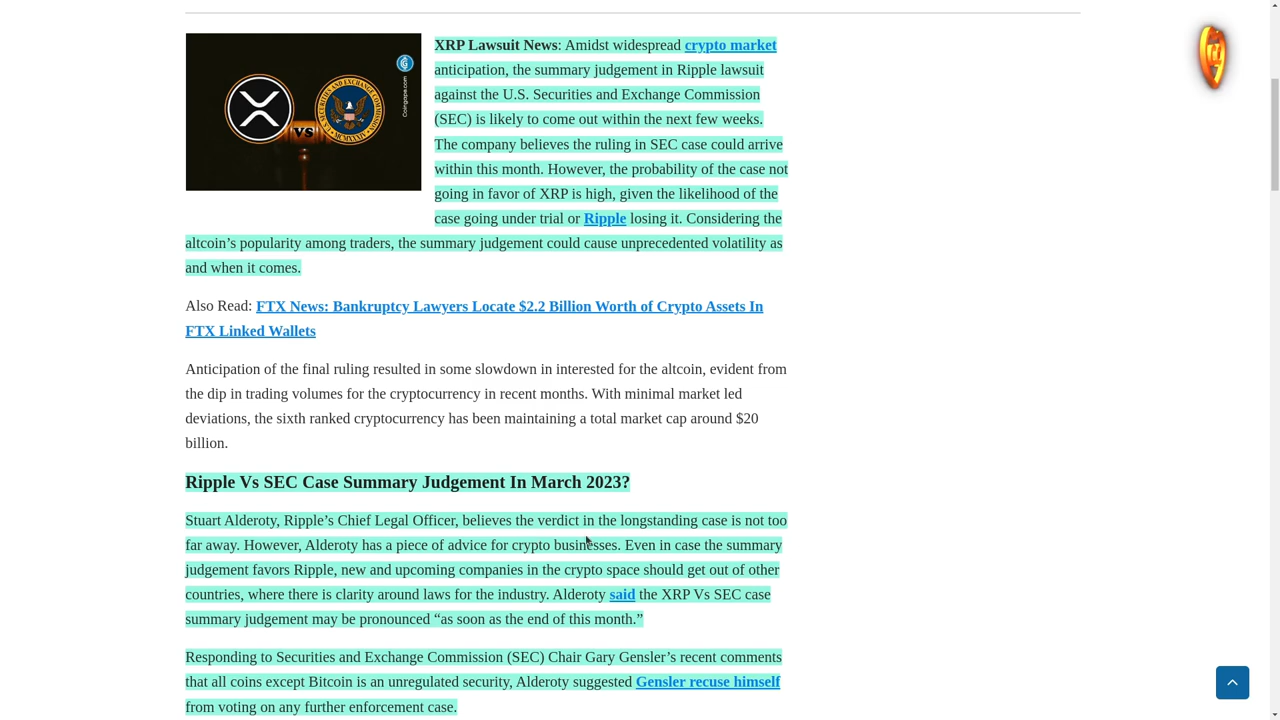 XRP Lawsuit News: Amidst widespread crypto market
anticipation, the summary judgement in Ripple lawsuit
against the U.S. Securities and Exchange Commission
(SEC) is likely to come out within the next few weeks.
The company believes the ruling in SEC case could arrive
within this month. However, the probability of the case not
going in favor of XRP is high, given the likelihood of the
case going under trial or Ripple losing it. Considering the
altcoin’s popularity among traders, the summary judgement could cause unprecedented volatility as
and when it comes.
VS
Coingape.com
Also Read: FTX News: Bankruptcy Lawyers Locate $2.2 Billion Worth of Crypto Assets In
FTX Linked Wallets
Anticipation of the final ruling resulted in some slowdown in interested for the altcoin, evident from
the dip in trading volumes for the cryptocurrency in recent months. With minimal market led
deviations, the sixth ranked cryptocurrency has been maintaining a total market cap around $20
billion.
Ripple Vs SEC Case Summary Judgement In March 2023?
Stuart Alderoty, Ripple’s Chief Legal Officer, believes the verdict in the longstanding case is not too
far away. However, Alderoty has a piece of advice for crypto businesses. Even in case the summary
judgement favors Ripple, new and upcoming companies in the crypto space should get out of other
countries, where there is clarity around laws for the industry. Alderoty said the XRP Vs SEC case
summary judgement may be pronounced “as soon as the end of this month.”
Responding to Securities and Exchange Commission (SEC) Chair Gary Gensler’s recent comments
that all coins except Bitcoin is an unregulated security, Alderoty suggested Gensler recuse himself
from voting on any further enforcement case.